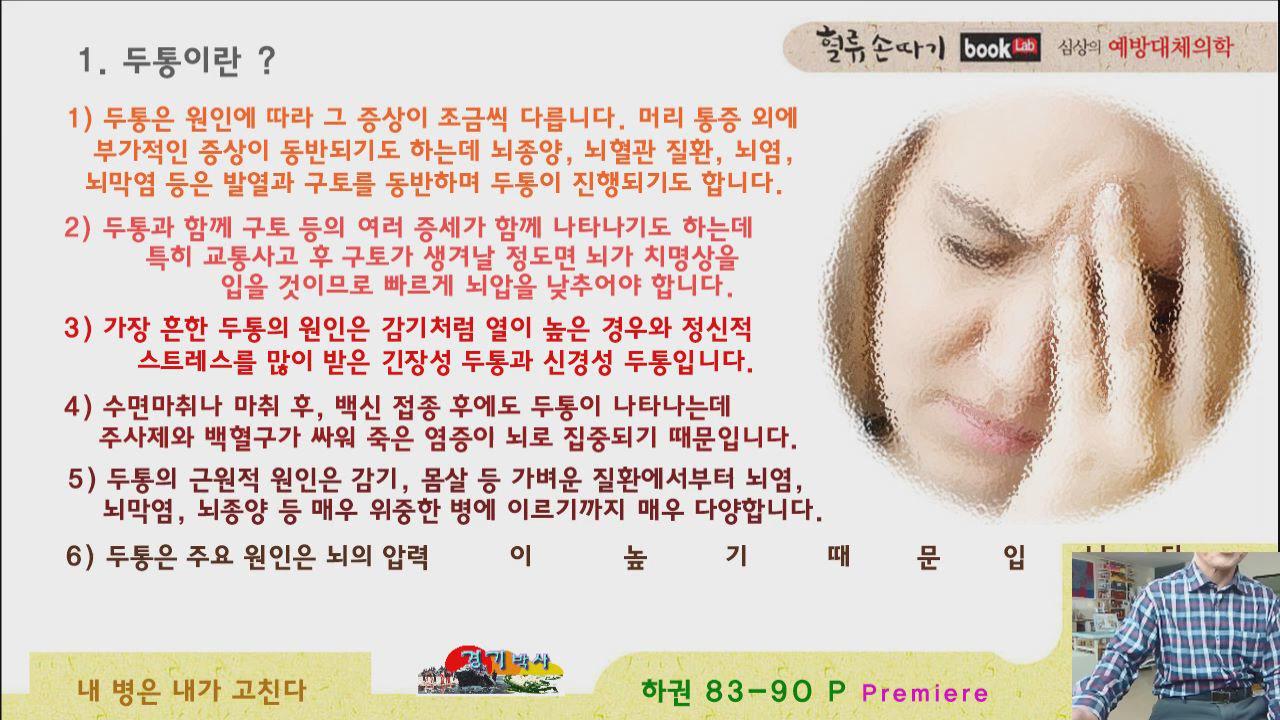 1. 두통이란 ?
혈류 손따기 book Lab 심상의 예방대체의학
1) 두통은 원인에 따라 그 증상이 조금씩 다릅니다. 머리 통증 외에
부가적인 증상이 동반되기도 하는데 뇌종양, 뇌혈관 질환, 뇌염,
뇌막염 등은 발열과 구토를 동반하며 두통이 진행되기도 합니다.
2) 두통과 함께 구토 등의 여러 증세가 함께 나타나기도 하는데
특히 교통사고 후 구토가 생겨날 정도면 뇌가 치명상을
입을 것이므로 빠르게 뇌압을 낮추어야 합니다.
3) 가장 흔한 두통의 원인은 감기처럼 열이 높은 경우와 정신적
스트레스를 많이 받은 긴장성 두통과 신경성 두통입니다.
4) 수면마취나 마취 후, 백신 접종 후에도 두통이 나타나는데
주사제와 백혈구가 싸워 죽은 염증이 뇌로 집중되기 때문입니다.
5) 두통의 근원적 원인은 감기, 몸살 등 가벼운 질환에서부터 뇌염,
뇌막염, 뇌종양 등 매우 위중한 병에 이르기까지 매우 다양합니다.
6) 두통은 주요 원인은 뇌의 압력 이 높 기 때 문 입
경기박사
내 병은 내가 고친다
하권 83-90 P Premiere